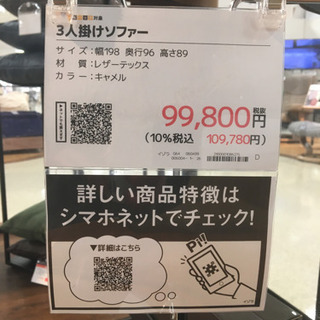 3人掛けソファー
サイズ：幅198 奥行96 高さ89
材 質：レザーテックス
カラー：キャメル
99,800円 税抜
(10%税込 109,780円)
D
詳しい商品特徴は
シマホネットでチェック!
▼詳細はこちら
Pi!